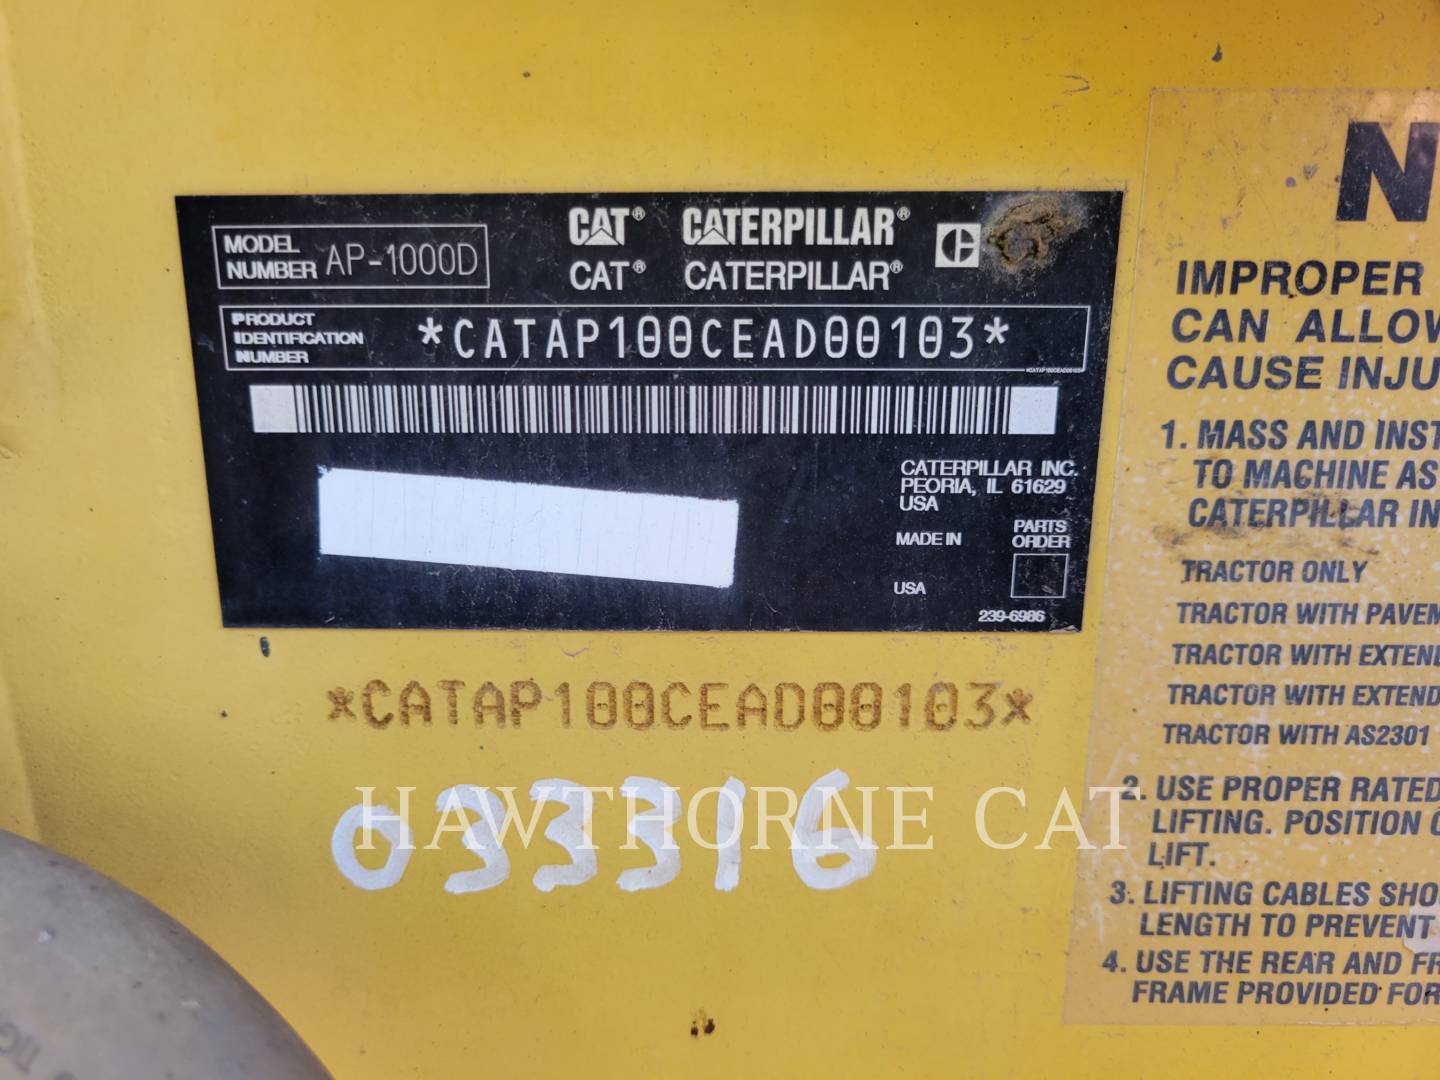 MODEL NUMBER AP-1000D
CAT® CATERPILLAR®
CAT® CATERPILLAR®
PRODUCT
IDENTIFICATION
NUMBER
*CATAP100CEAD00103*
*CATAP100CEAD00103*
CATERPILLAR INC.
PEORIA, IL 61629
USA
MADE IN
USA
PARTS
ORDER
239-6986
*CATAP100CEAD00103*
033316
HAWTHORNE CAT
N
IMPROPER
CAN ALLOW
CAUSE INJU
1. MASS AND INST
TO MACHINE AS
CATERPILLAR IN
TRACTOR ONLY
TRACTOR WITH PAVEM
TRACTOR WITH EXTEND
TRACTOR WITH EXTEND
TRACTOR WITH AS2301
2. USE PROPER RATED
LIFTING. POSITION
LIFT.
3. LIFTING CABLES SHO
LENGTH TO PREVENT
4. USE THE REAR AND FR
FRAME PROVIDED FOR